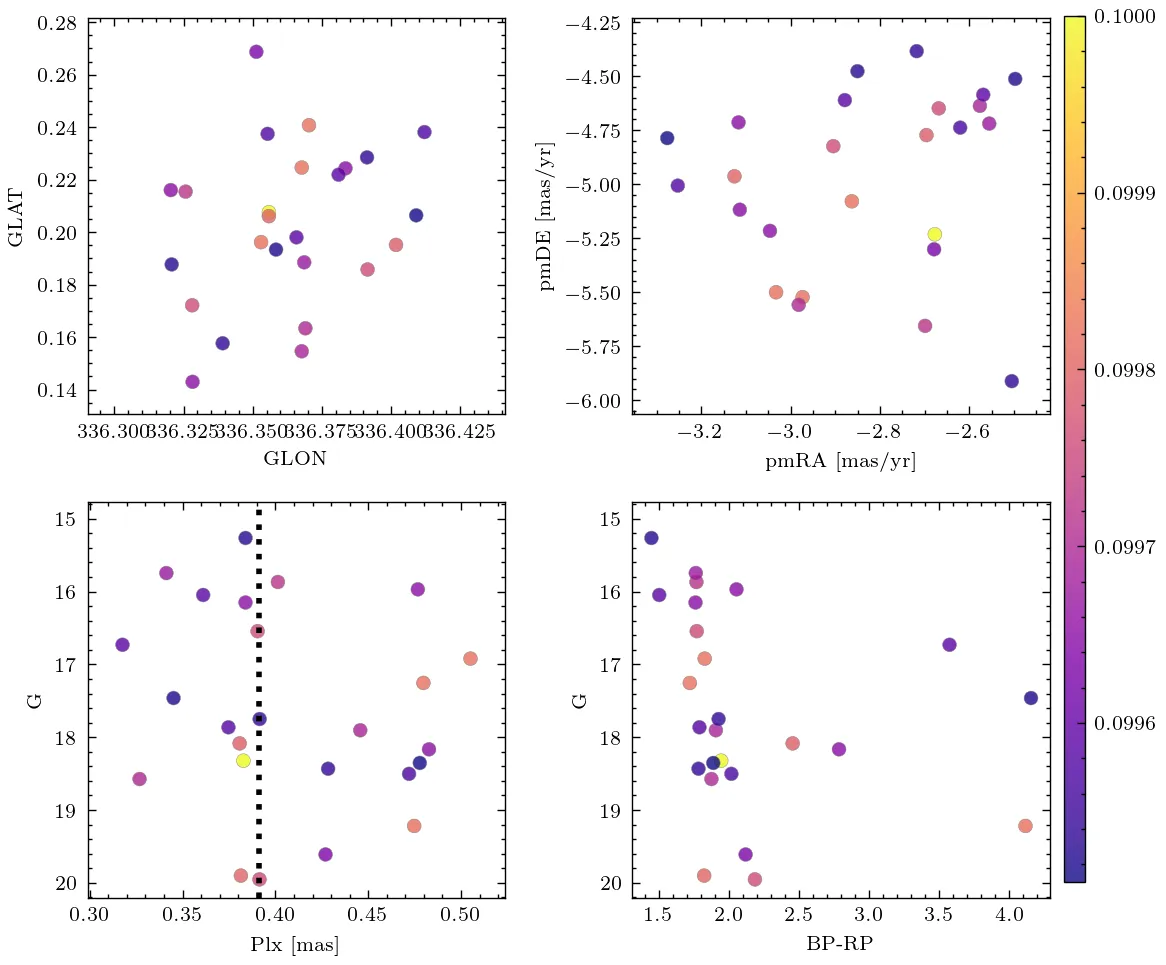 0.28
0.26
0.24
0.22
0.20
0.18
0.16
0.14
GLAT
336.300 336.325 336.350 336.375 336.400 336.425
GLON
−4.25
−4.50
−4.75
−5.00
−5.25
−5.50
−5.75
−6.00
pmDE [mas/yr]
−3.2 −3.0 −2.8 −2.6
pmRA [mas/yr]
0.1000
0.0999
0.0998
0.0997
0.0996
15
16
17
18
19
20
G
0.30 0.35 0.40 0.45 0.50
Plx [mas]
15
16
17
18
19
20
G
1.5 2.0 2.5 3.0 3.5 4.0
BP-RP